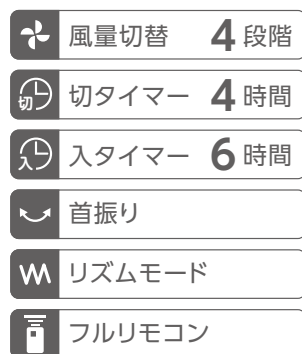 風量切替 4段階
切 切タイマー 4時間
入 入タイマー 6時間
首振り
リズムモード
フルリモコン